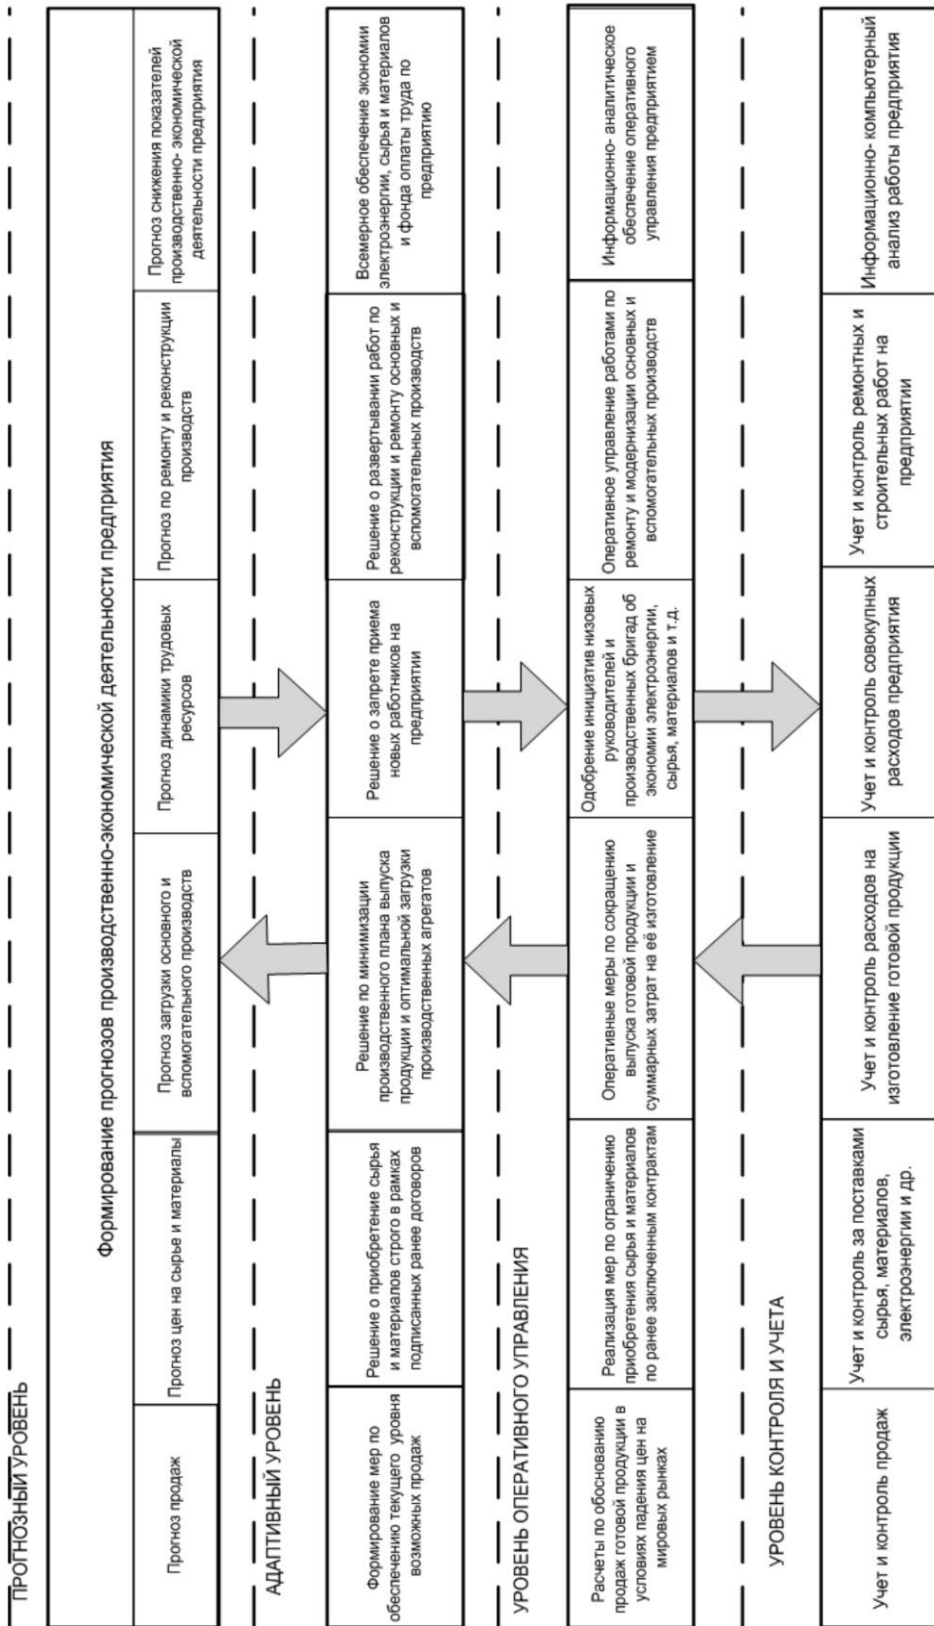 ПРОГНОЗНЫЙ УРОВЕНЬ
Формирование прогнозов производственно-экономической деятельности предприятия
Прогноз продаж
Прогноз цен на сырье и материалы
Прогноз загрузки основного и
вспомогательного производств
Прогноз динамики трудовых
ресурсов
Прогноз по ремонту и реконструкции
производств
Прогноз снижения показателей
производственно- экономической
деятельности предприятия
АДАПТИВНЫЙ УРОВЕНЬ
Формирование мер по
обеспечению текущего уровня
возможных продаж
Решение о приобретение сырья
и материалов строго в рамках
подписанных ранее договоров
Решение по минимизации
производственного плана выпуска
продукции и оптимальной загрузки
производственных агрегатов
Решение о запрете приема
новых работников на
предприятии
Решение о развертывании работ по
реконструкции и ремонту основных и
вспомогательных производств
Всемерное обеспечение экономии
электроэнергии, сырья и материалов
и фонда оплаты труда по
предприятию
УРОВЕНЬ ОПЕРАТИВНОГО УПРАВЛЕНИЯ
Расчеты по обоснованию
продаж готовой продукции в
условиях падения цен на
мировых рынках
Реализация мер по ограничению
приобретения сырья и материалов
по ранее заключенным контрактам
Оперативные меры по сокращению
выпуска готовой продукции и
суммарных затрат на её изготовление
Одобрение инициатив низовых
руководителей и
производственных бригад об
экономии электроэнергии,
сырья, материалов и т.д.
Оперативное управление работами по
ремонту и модернизации основных и
вспомогательных производств
Информационно- аналитическое
обеспечение оперативного
управления предприятием
УРОВЕНЬ КОНТРОЛЯ И УЧЕТА
Учет и контроль продаж
Учет и контроль за поставками
сырья, материалов,
электроэнергии и др.
Учет и контроль расходов на
изготовление готовой продукции
Учет и контроль совокупных
расходов предприятия
Учет и контроль ремонтных и
строительных работ на
предприятии
Информационно- компьютерный
анализ работы предприятия